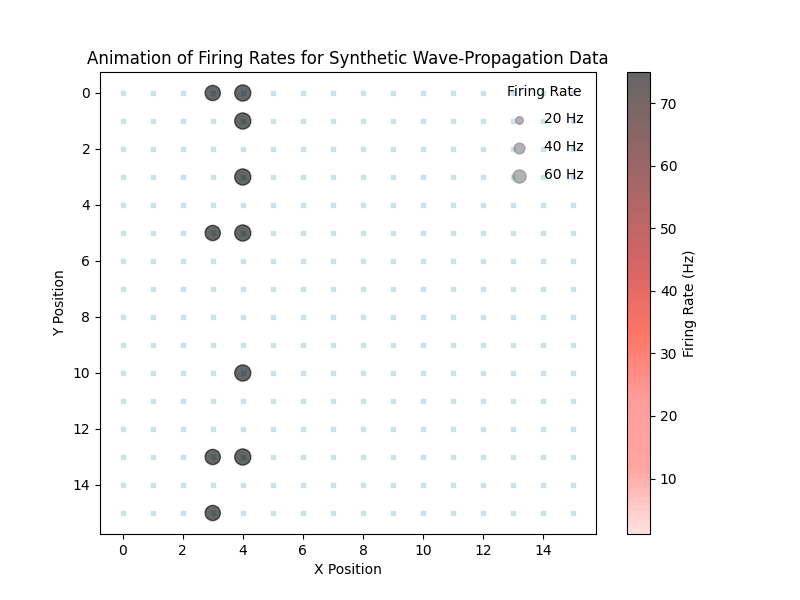 Animation of Firing Rates for Synthetic Wave-Propagation Data
Firing Rate
20 Hz
40 Hz
60 Hz
0
2
4
6
8
10
12
14
Y Position
0 2 4 6 8 10 12 14
X Position
70
60
50
40
30
20
10
Firing Rate (Hz)